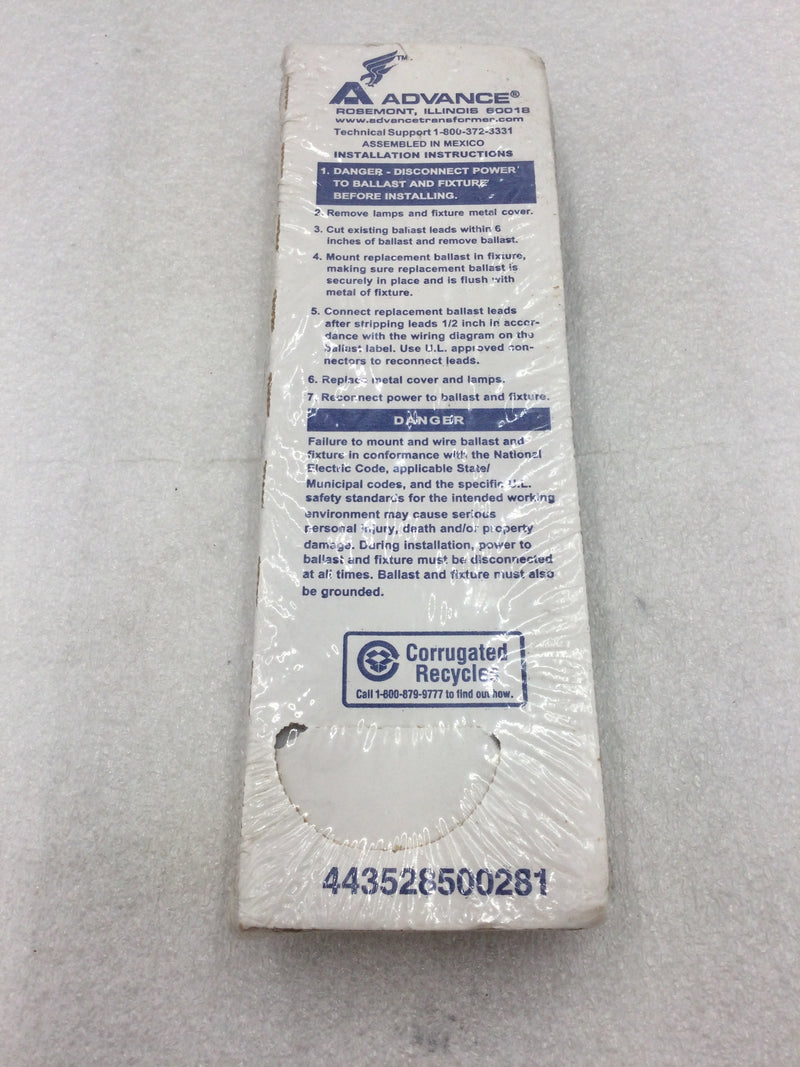 TM
ADVANCE®
ROSEMONT, ILLINOIS 60018
www.advancetransformer.com
Technical Support 1-800-372-3331
ASSEMBLED IN MEXICO
INSTALLATION INSTRUCTIONS
1. DANGER - DISCONNECT POWER
TO BALLAST AND FIXTURE
BEFORE INSTALLING.
2. Remove lamps and fixture metal cover.
3. Cut existing ballast leads within 6
inches of ballast and remove ballast.
4. Mount replacement ballast in fixture,
making sure replacement ballast is
securely in place and is flush with
metal of fixture.
5. Connect replacement ballast leads
after stripping leads 1/2 inch in accor-
dance with the wiring diagram on the
ballast label. Use U.L. approved con-
nectors to reconnect leads.
6. Replace metal cover and lamps.
7. Reconnect power to ballast and fixture.
DANGER
Failure to mount and wire ballast and
fixture in conformance with the National
Electric Code, applicable State/
Municipal codes, and the specific U.L.
safety standards for the intended working
environment may cause serious
personal injury, death and/or property
damage. During installation, power to
ballast and fixture must be disconnected
at all times. Ballast and fixture must also
be grounded.
Corrugated
Recycles
Call 1-800-879-9777 to find out how.
443528500281